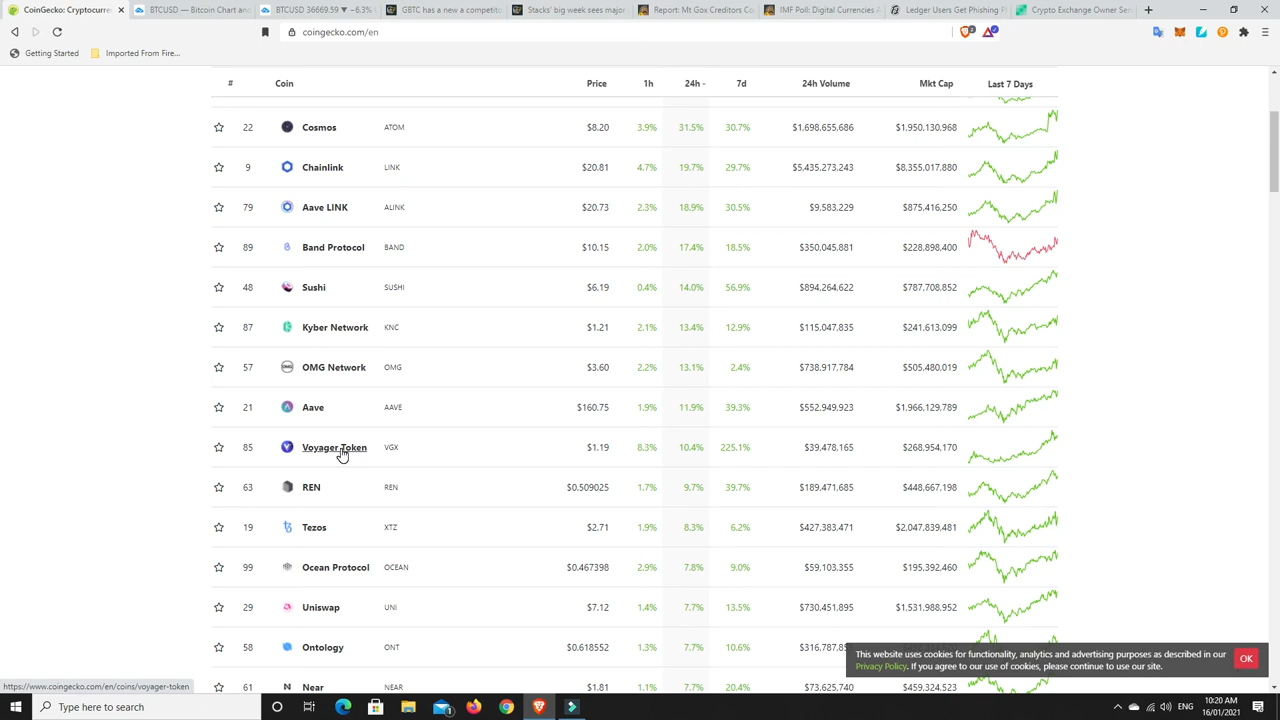 CoinGecko: Cryptocurren
BTCUSD — Bitcoin Chart and
BTCUSD 36669.59 ▼ −6.3%
GBTC has a new a competito
Stacks' big week sees major
Report: Mt Gox Creditors Co
IMF Poll: Digital Currencies A
Ledger Users Get Phishing P
Crypto Exchange Owner Sen
coingecko.com/en
Getting Started
Imported From Fire...
# Coin Price 1h 24h 7d 24h Volume Mkt Cap Last 7 Days
22 Cosmos ATOM $8.20 3.9% 31.5% 30.7% $1,698,655,686 $1,950,130,968
9 Chainlink LINK $20.81 4.7% 19.7% 29.7% $5,435,273,243 $8,355,017,880
79 Aave LINK ALINK $20.73 2.3% 18.9% 30.5% $9,583,229 $875,416,250
89 Band Protocol BAND $10.15 2.0% 17.4% 18.5% $350,045,881 $228,898,400
48 Sushi SUSHI $6.19 0.4% 14.0% 56.9% $894,264,622 $787,708,852
87 Kyber Network KNC $1.21 2.1% 13.4% 12.9% $115,047,835 $241,613,099
57 OMG Network OMG $3.60 2.2% 13.1% 2.4% $738,917,784 $505,480,019
21 Aave AAVE $160.75 1.9% 11.9% 39.3% $552,949,923 $1,966,129,789
85 Voyager Token VGX $1.19 8.3% 10.4% 225.1% $39,478,165 $268,954,170
63 REN REN $0.509025 1.7% 9.7% 39.7% $189,471,685 $448,667,198
19 Tezos XTZ $2.71 1.9% 8.3% 6.2% $427,383,471 $2,047,839,481
99 Ocean Protocol OCEAN $0.467398 2.9% 7.8% 9.0% $59,103,355 $195,392,460
29 Uniswap UNI $7.12 1.4% 7.7% 13.5% $730,451,895 $1,531,988,952
58 Ontology ONT $0.618552 1.3% 7.7% 10.6% $316,787,8
61 Near NEAR $1.81 1.1% 7.7% 20.4% $73,625,740 $459,324,523
This website uses cookies for functionality, analytics and advertising purposes as described in our
Privacy Policy. If you agree to our use of cookies, please continue to use our site.
OK
https://www.coingecko.com/en/coins/voyager-token
Type here to search
ENG
10:20 AM
16/01/2021